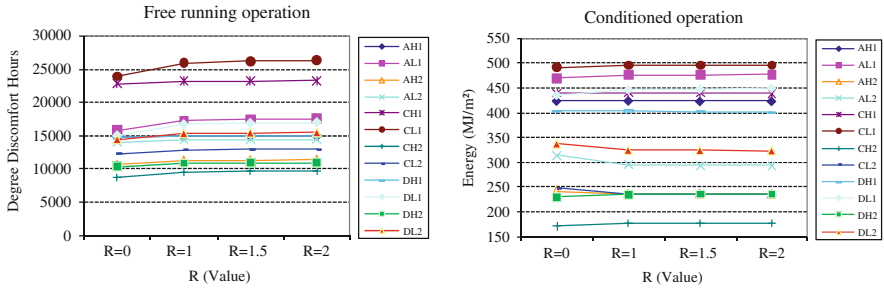 Free running operation
Degree Discomfort Hours
30000
25000
20000
15000
10000
5000
0
R=0
R=1
R=1.5
R=2
R (Value)
AH1
AL1
AH2
AL2
CH1
CL1
CH2
CL2
DH1
DL1
DH2
DL2
Conditioned operation
Energy (MJ/m²)
550
500
450
400
350
300
250
200
150
R=0
R=1
R=1.5
R=2
R (Value)
AH1
AL1
AH2
AL2
CH1
CL1
CH2
CL2
DH1
DL1
DH2
DL2